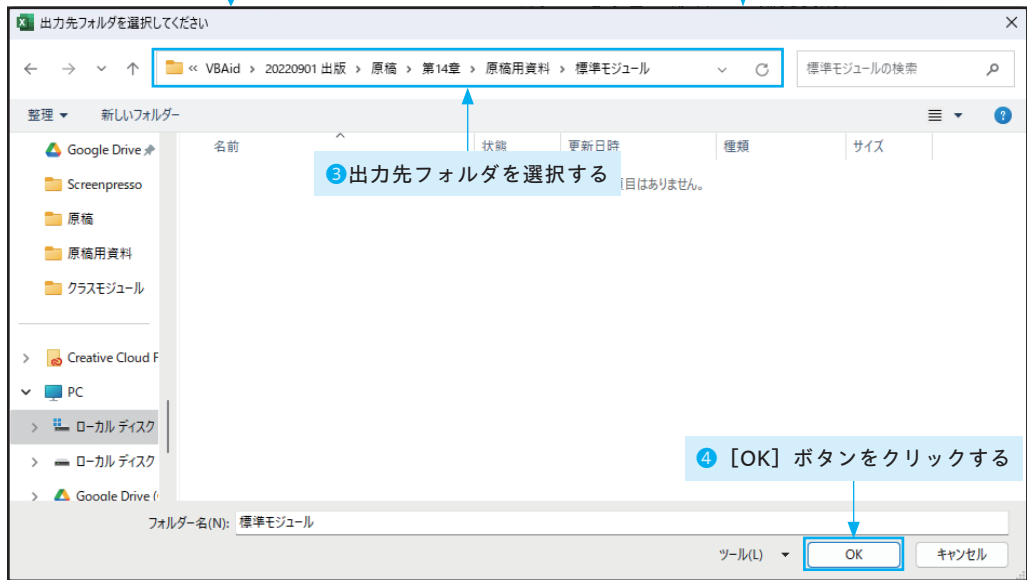 出力先フォルダを選択してください
« VBAid › 20220901 出版 › 原稿 › 第14章 › 原稿用資料 › 標準モジュール
標準モジュールの検索
整理
新しいフォルダー
名前
状態
更新日時
種類
サイズ
❸出力先フォルダを選択する
項目はありません。
Google Drive
Screenpresso
原稿
原稿用資料
クラスモジュール
Creative Cloud F
PC
ローカル ディスク
ローカル ディスク
Google Drive (
❹［OK］ボタンをクリックする
フォルダー名(N): 標準モジュール
ツール(L)
OK
キャンセル